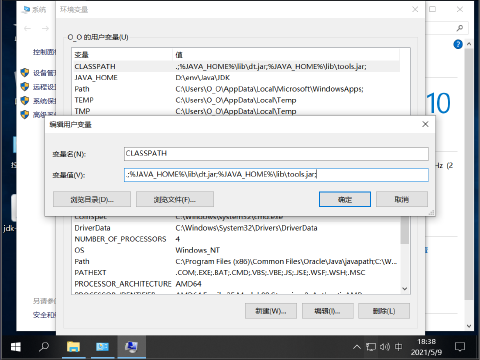 系统
环境变量
控制面板
设备管
远程设
系统保
高级系
O_O 的用户变量(U)
变量 值
CLASSPATH .;%JAVA_HOME%\lib\dt.jar;%JAVA_HOME%\lib\tools.jar;
JAVA_HOME D:\env\Java\JDK
Path C:\Users\O_O\AppData\Local\Microsoft\WindowsApps;
TEMP C:\Users\O_O\AppData\Local\Temp
TMP C:\Users\O_O\AppData\Local\Temp
10
编辑用户变量
变量名(N): CLASSPATH
变量值(V): .;%JAVA_HOME%\lib\dt.jar;%JAVA_HOME%\lib\tools.jar;
浏览目录(D)... 浏览文件(F)... 确定 取消
Hz (2
jdk-
ComSpec C:\Windows\system32\cmd.exe
DriverData C:\Windows\System32\Drivers\DriverData
NUMBER_OF_PROCESSORS 4
OS Windows_NT
Path C:\Program Files (x86)\Common Files\Oracle\Java\javapath;C:\W...
PATHEXT .COM;.EXE;.BAT;.CMD;.VBS;.VBE;.JS;.JSE;.WSF;.WSH;.MSC
PROCESSOR_ARCHITECTURE AMD64
另请参
安全和
新建(W)... 编辑(I)... 删除(L)
中
18:38
2021/5/9